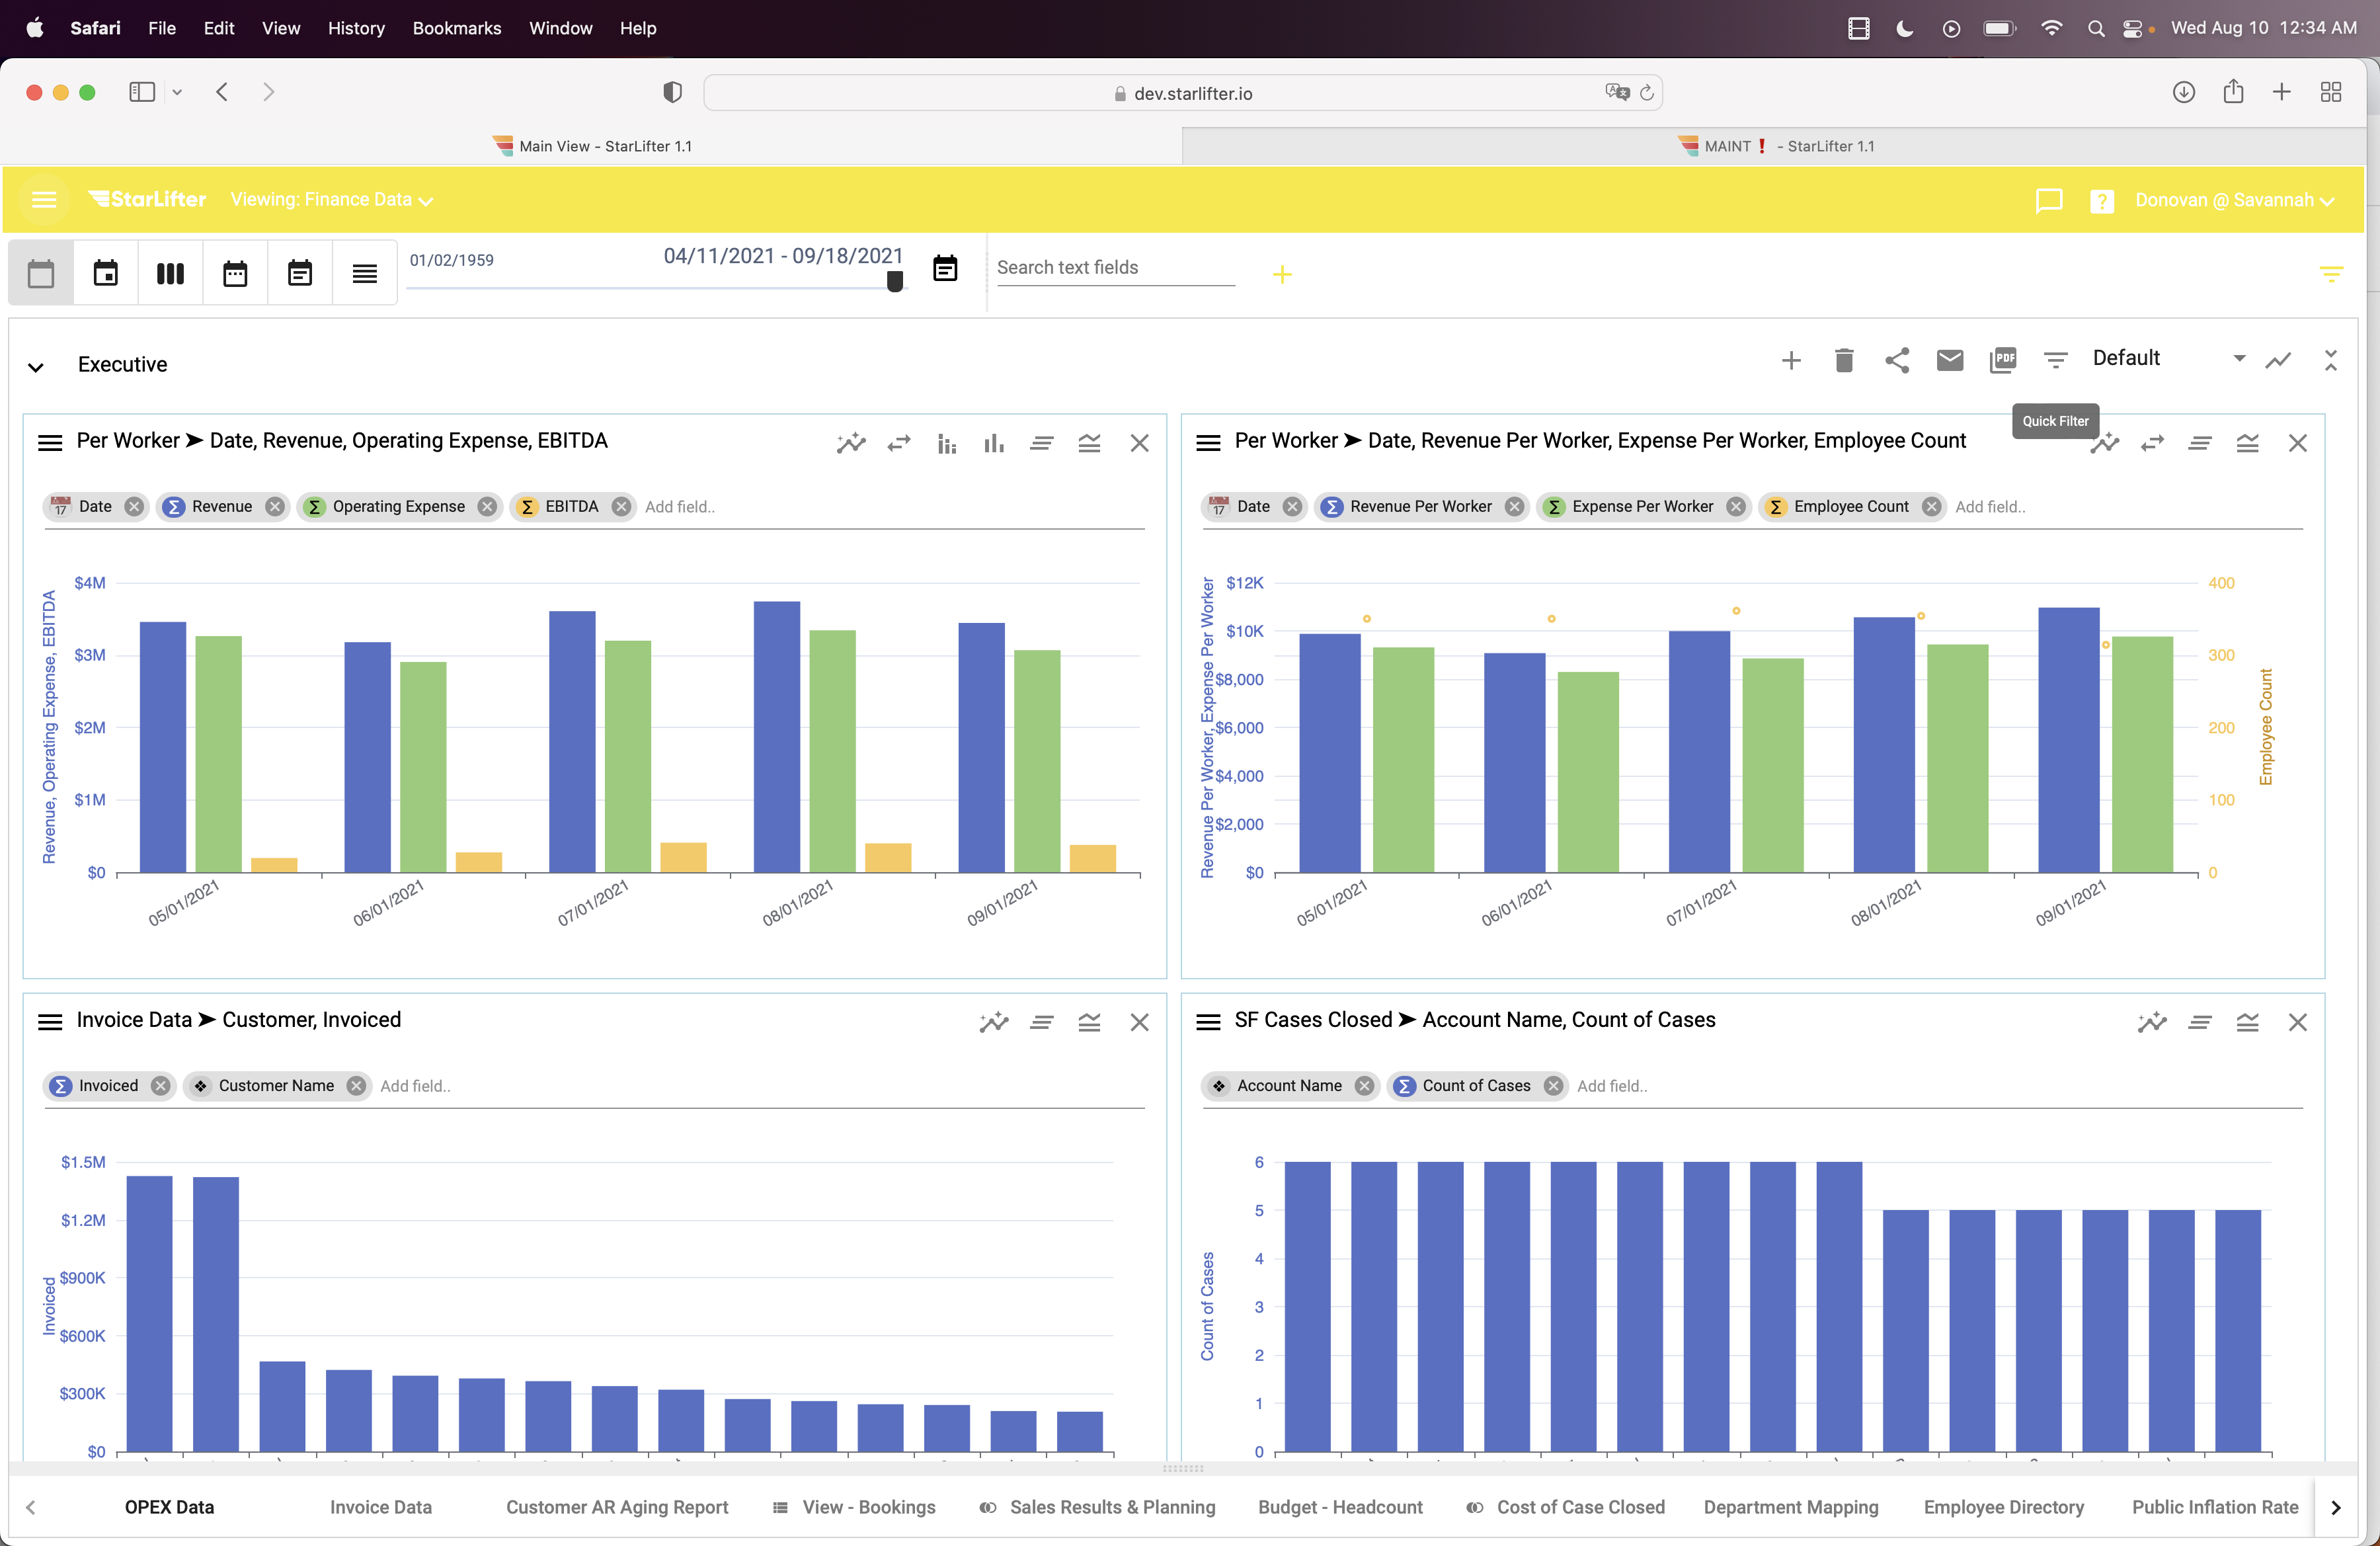 Safari File Edit View History Bookmarks Window Help Wed Aug 10 12:34 AM
dev.starlifter.io
Main View - StarLifter 1.1
MAINT❗ - StarLifter 1.1
StarLifter Viewing: Finance Data
? Donovan @ Savannah
01/02/1959 04/11/2021 - 09/18/2021
Search text fields
Executive
PDF
Default
Quick Filter
Per Worker ➤ Date, Revenue, Operating Expense, EBITDA
17 Date Σ Revenue Σ Operating Expense Σ EBITDA Add field..
Revenue, Operating Expense, EBITDA
$4M
$3M
$2M
$1M
$0
05/01/2021 06/01/2021 07/01/2021 08/01/2021 09/01/2021
Per Worker ➤ Date, Revenue Per Worker, Expense Per Worker, Employee Count
17 Date Σ Revenue Per Worker Σ Expense Per Worker Σ Employee Count Add field..
Revenue Per Worker, Expense Per Worker
$12K
$10K
$8,000
$6,000
$4,000
$2,000
$0
400
300
200
100
0
Employee Count
05/01/2021 06/01/2021 07/01/2021 08/01/2021 09/01/2021
Invoice Data ➤ Customer, Invoiced
Σ Invoiced Customer Name Add field..
Invoiced
$1.5M
$1.2M
$900K
$600K
$300K
$0
SF Cases Closed ➤ Account Name, Count of Cases
Account Name Σ Count of Cases Add field..
Count of Cases
6
5
4
3
2
1
0
OPEX Data Invoice Data Customer AR Aging Report View - Bookings Sales Results & Planning Budget - Headcount Cost of Case Closed Department Mapping Employee Directory Public Inflation Rate